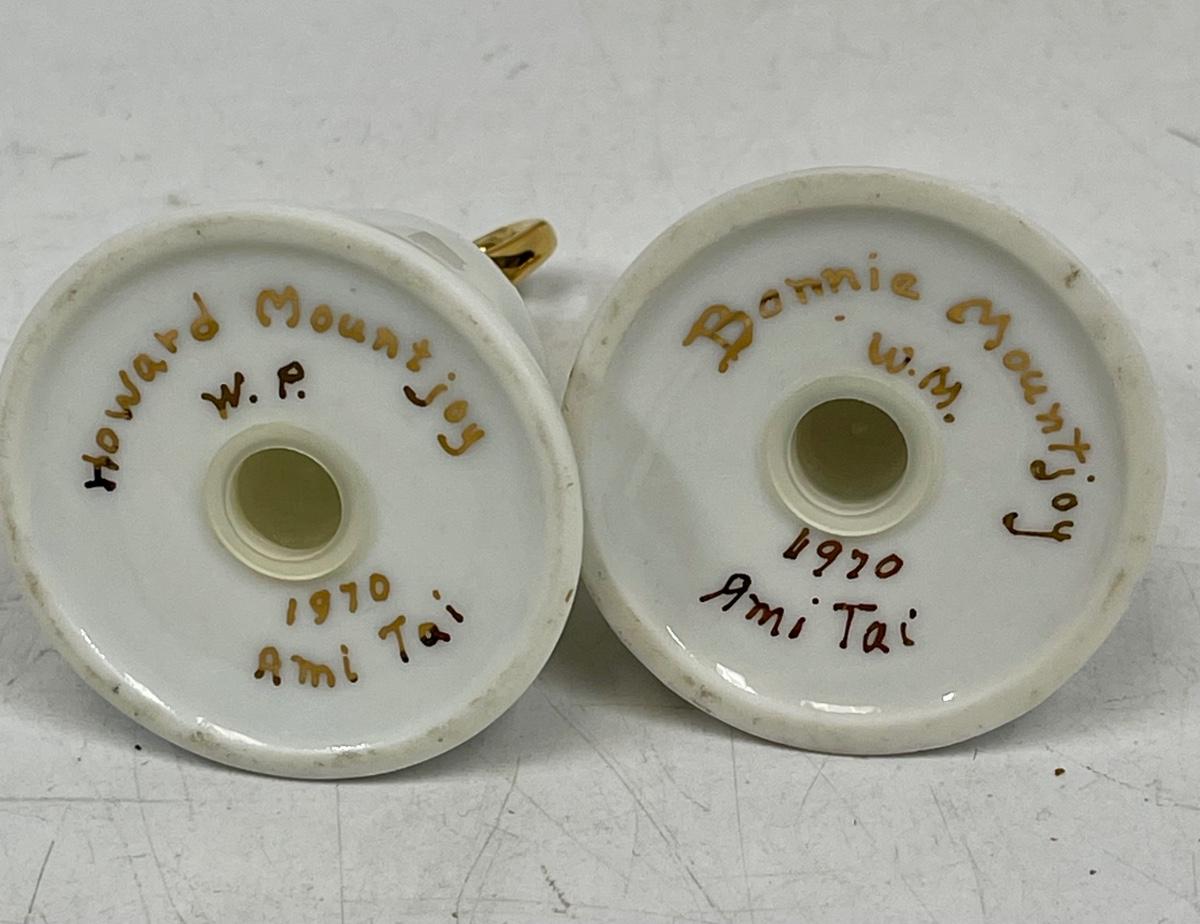 Howard Mountjoy
W. P.
1970
Ami Tai
Bonnie Mountjoy
W. M.
1970
Ami Tai